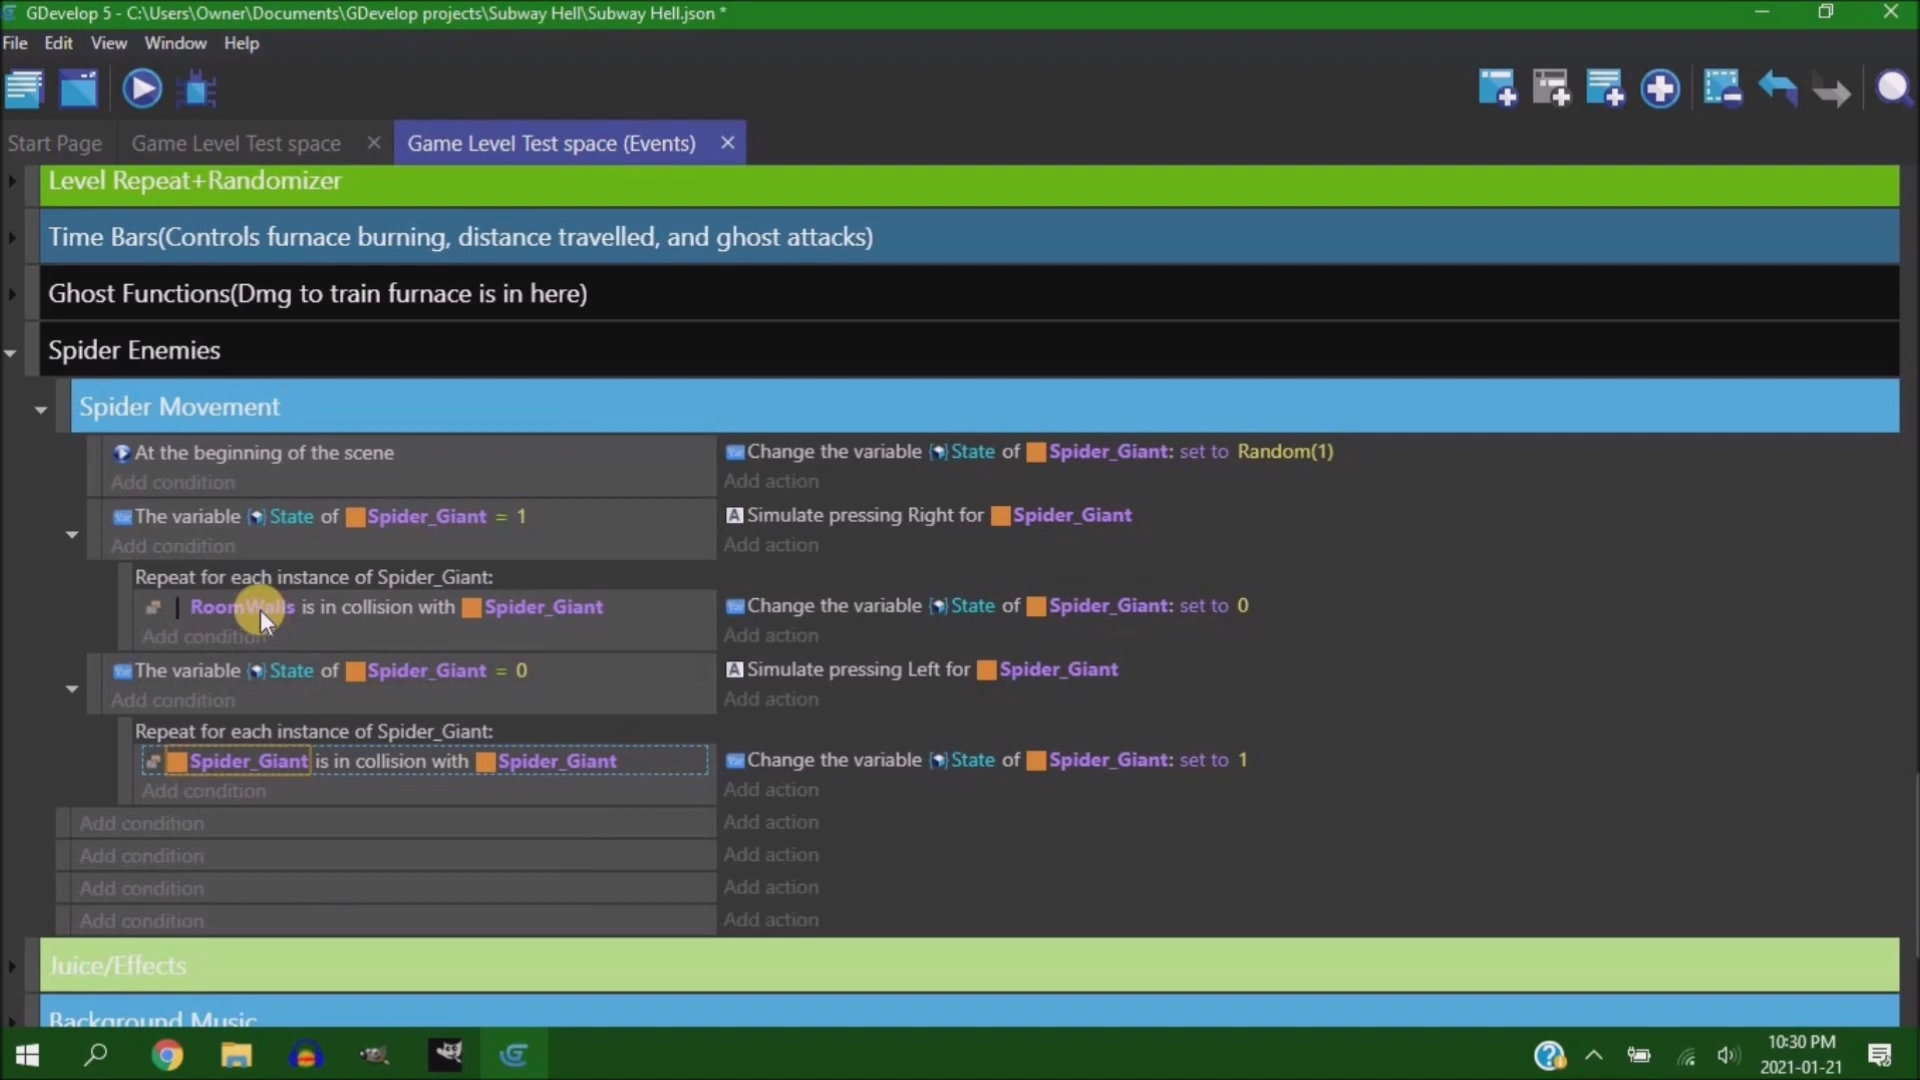 GDevelop 5 - C:\Users\Owner\Documents\GDevelop projects\Subway Hell\Subway Hell.json *
File Edit View Window Help
Start Page Game Level Test space Game Level Test space (Events)
Level Repeat+Randomizer
Time Bars(Controls furnace burning, distance travelled, and ghost attacks)
Ghost Functions(Dmg to train furnace is in here)
Spider Enemies
Spider Movement
At the beginning of the scene Change the variable State of Spider_Giant: set to Random(1)
Add condition Add action
The variable State of Spider_Giant = 1 Simulate pressing Right for Spider_Giant
Add condition Add action
Repeat for each instance of Spider_Giant:
RoomWalls is in collision with Spider_Giant Change the variable State of Spider_Giant: set to 0
Add condition Add action
The variable State of Spider_Giant = 0 Simulate pressing Left for Spider_Giant
Add condition Add action
Repeat for each instance of Spider_Giant:
Spider_Giant is in collision with Spider_Giant Change the variable State of Spider_Giant: set to 1
Add condition Add action
Add condition Add action
Add condition Add action
Add condition Add action
Add condition Add action
Juice/Effects
Background Music
10:30 PM
2021-01-21